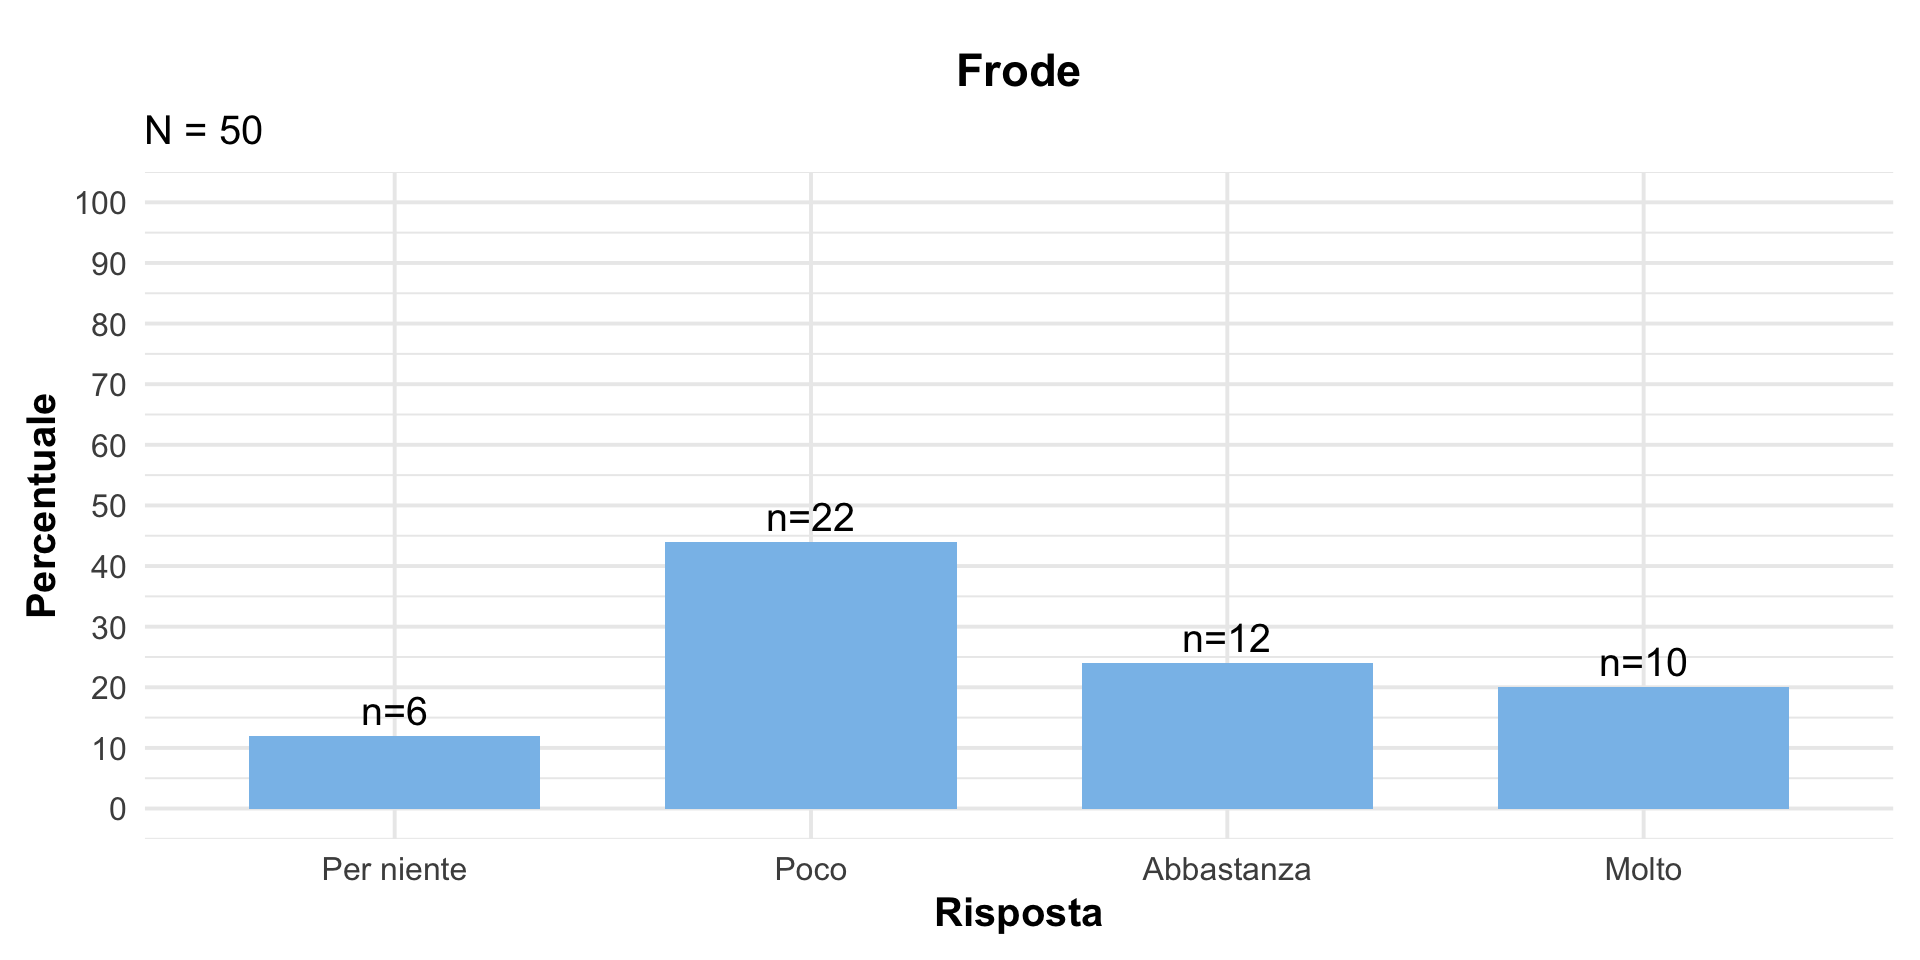 Frode
N = 50
Percentuale
100
90
80
70
60
50
40
30
20
10
0
n=6
n=22
n=12
n=10
Per niente
Poco
Abbastanza
Molto
Risposta